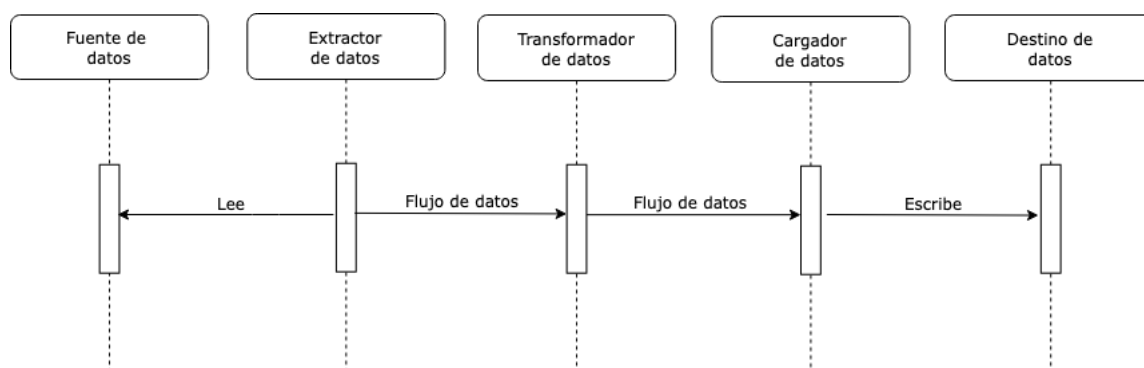 Fuente de
datos
Extractor
de datos
Transformador
de datos
Cargador
de datos
Destino de
datos
Lee
Flujo de datos
Flujo de datos
Escribe